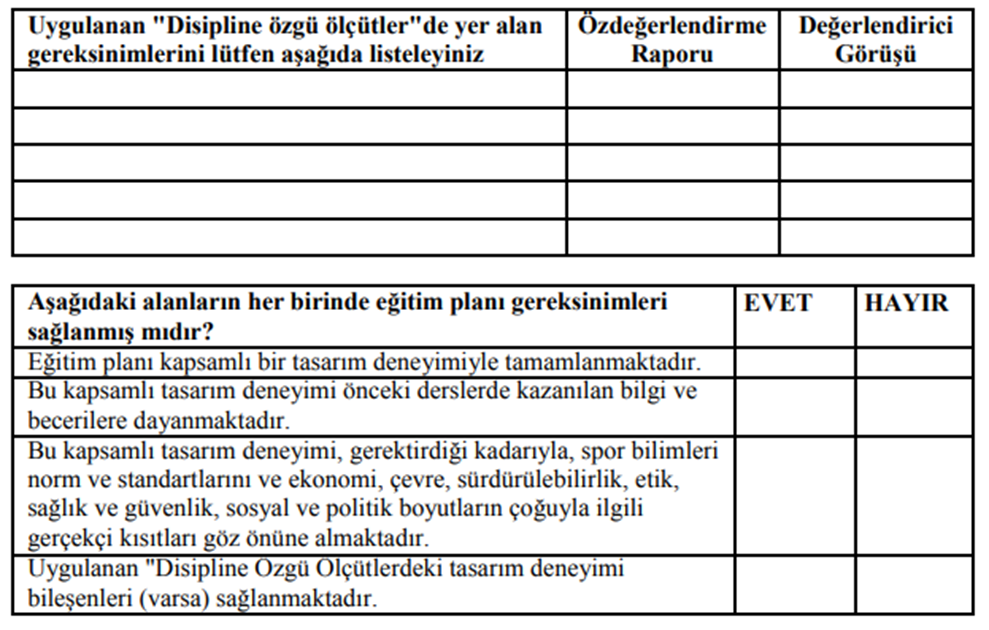 Uygulanan "Disipline özgü ölçütler"de yer alan
gereksinimlerini lütfen aşağıda listeleyiniz
Özdeğerlendirme
Raporu
Değerlendirici
Görüşü
Aşağıdaki alanların her birinde eğitim planı gereksinimleri
sağlanmış mıdır?
EVET
HAYIR
Eğitim planı kapsamlı bir tasarım deneyimiyle tamamlanmaktadır.
Bu kapsamlı tasarım deneyimi önceki derslerde kazanılan bilgi ve
becerilere dayanmaktadır.
Bu kapsamlı tasarım deneyimi, gerektirdiği kadarıyla, spor bilimleri
norm ve standartlarını ve ekonomi, çevre, sürdürülebilirlik, etik,
sağlık ve güvenlik, sosyal ve politik boyutların çoğuyla ilgili
gerçekçi kısıtları göz önüne almaktadır.
Uygulanan "Disipline Özgü Ölçütlerdeki tasarım deneyimi
bileşenleri (varsa) sağlanmaktadır.